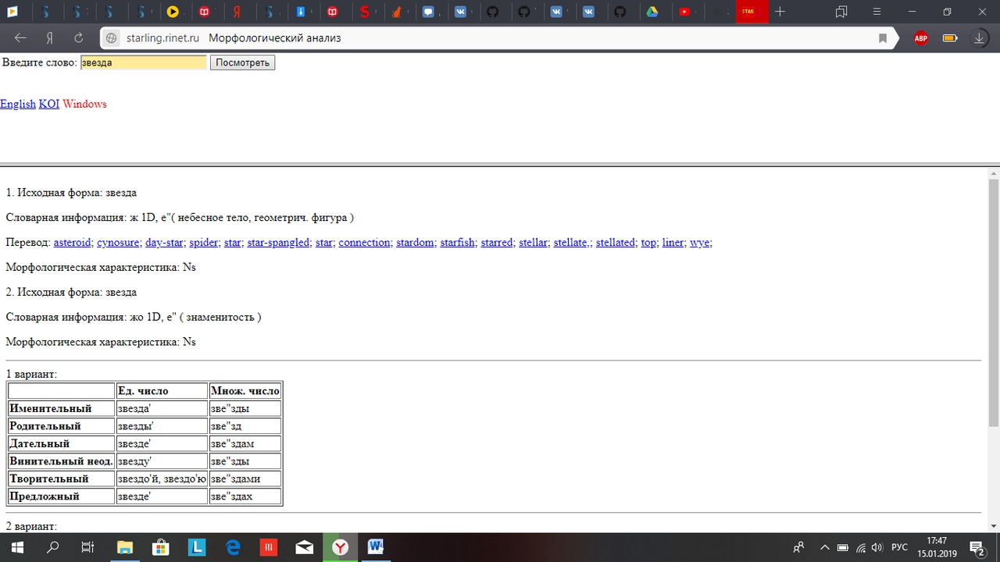 STAR
starling.rinet.ru Морфологический анализ
ABP
Введите слово: звезда Посмотреть
English KOI Windows
1. Исходная форма: звезда
Словарная информация: ж 1D, е"( небесное тело, геометрич. фигура )
Перевод: asteroid; cynosure; day-star; spider; star; star-spangled; star; connection; stardom; starfish; starred; stellar; stellate,; stellated; top; liner; wye;
Морфологическая характеристика: Ns
2. Исходная форма: звезда
Словарная информация: жо 1D, е" ( знаменитость )
Морфологическая характеристика: Ns
1 вариант:
Ед. число Множ. число
Именительный звезда' зве"зды
Родительный звезды' зве"зд
Дательный звезде' зве"здам
Винительный неод. звезду' зве"зды
Творительный звездо'й, звездо'ю зве"здами
Предложный звезде' зве"здах
2 вариант:
РУС 17:47
15.01.2019 2